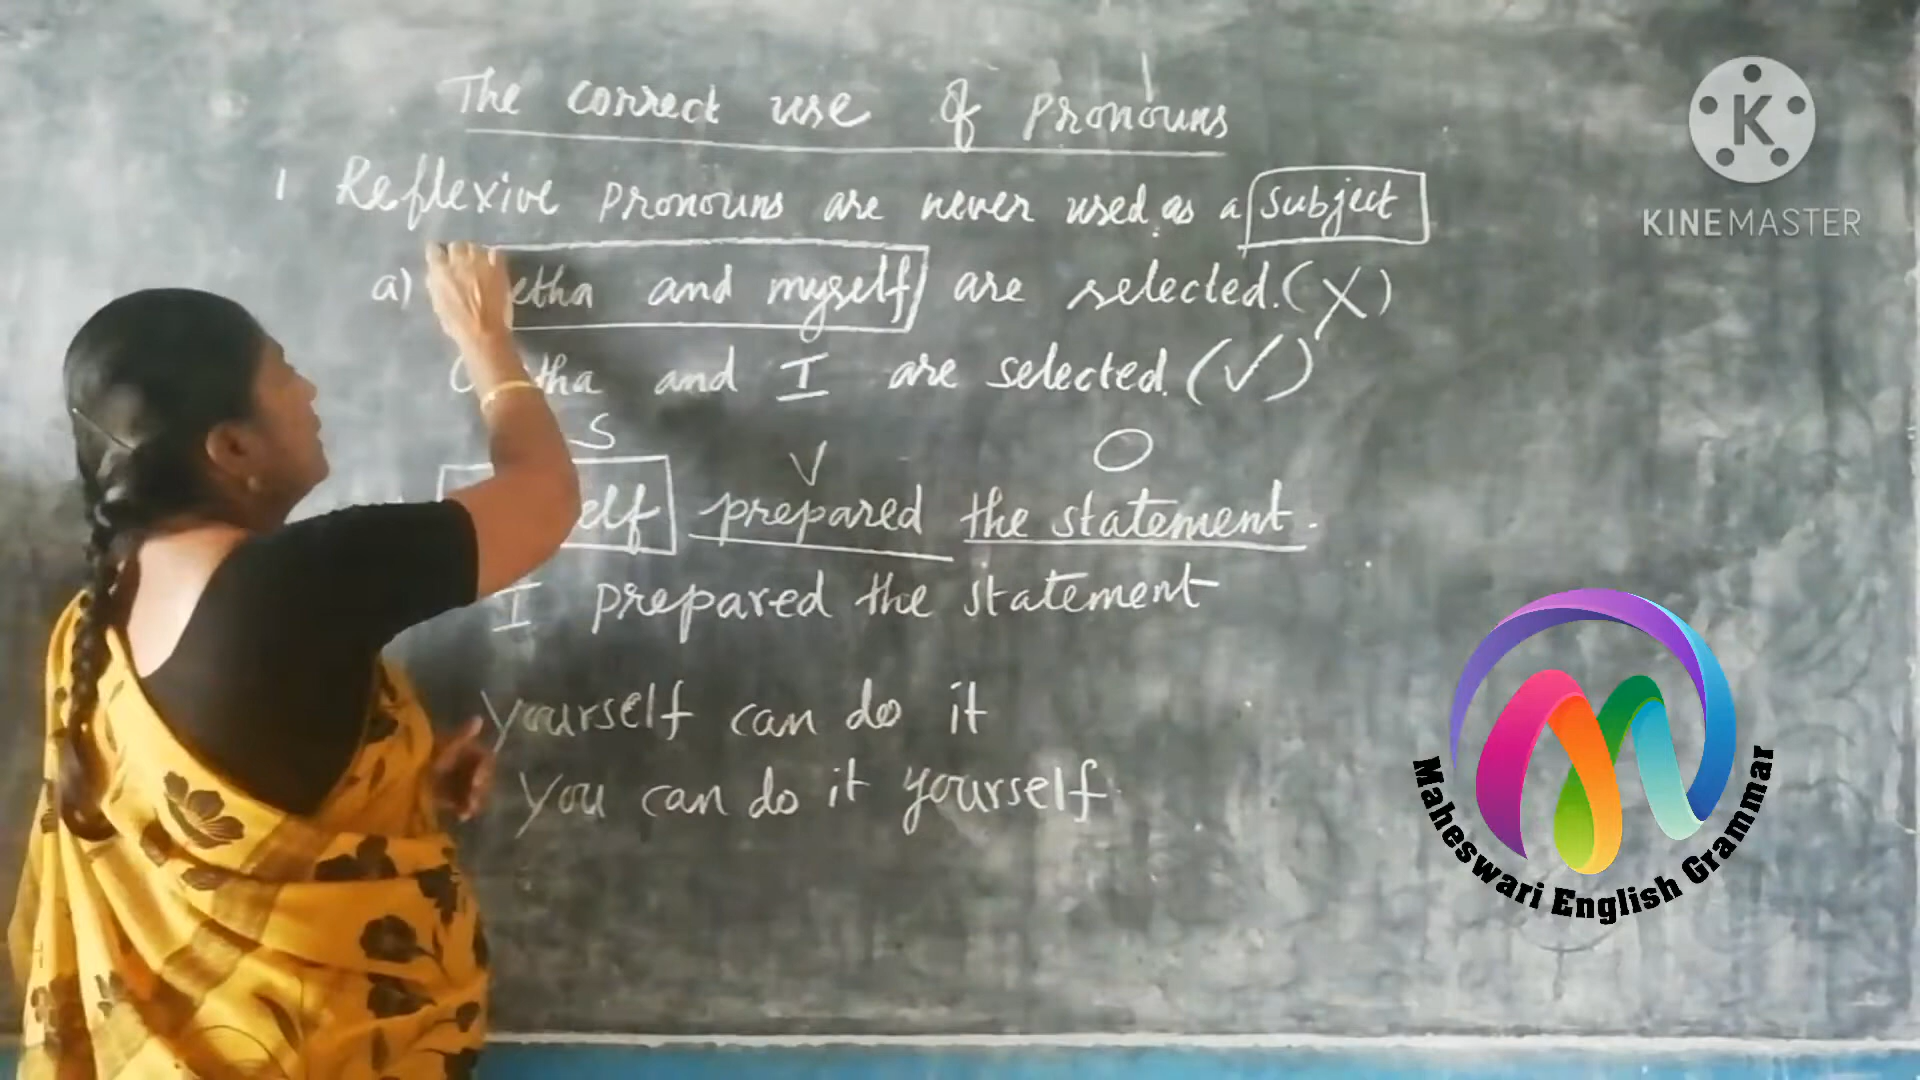 The correct use of pronouns
1 Reflexive pronouns are never used as a subject
a) etha and myself are selected. (X)
and I are selected. (✓)
S V O
elf prepared the statement.
I prepared the statement
yourself can do it
You can do it yourself.
K
KINEMASTER
Maheswari English Grammar